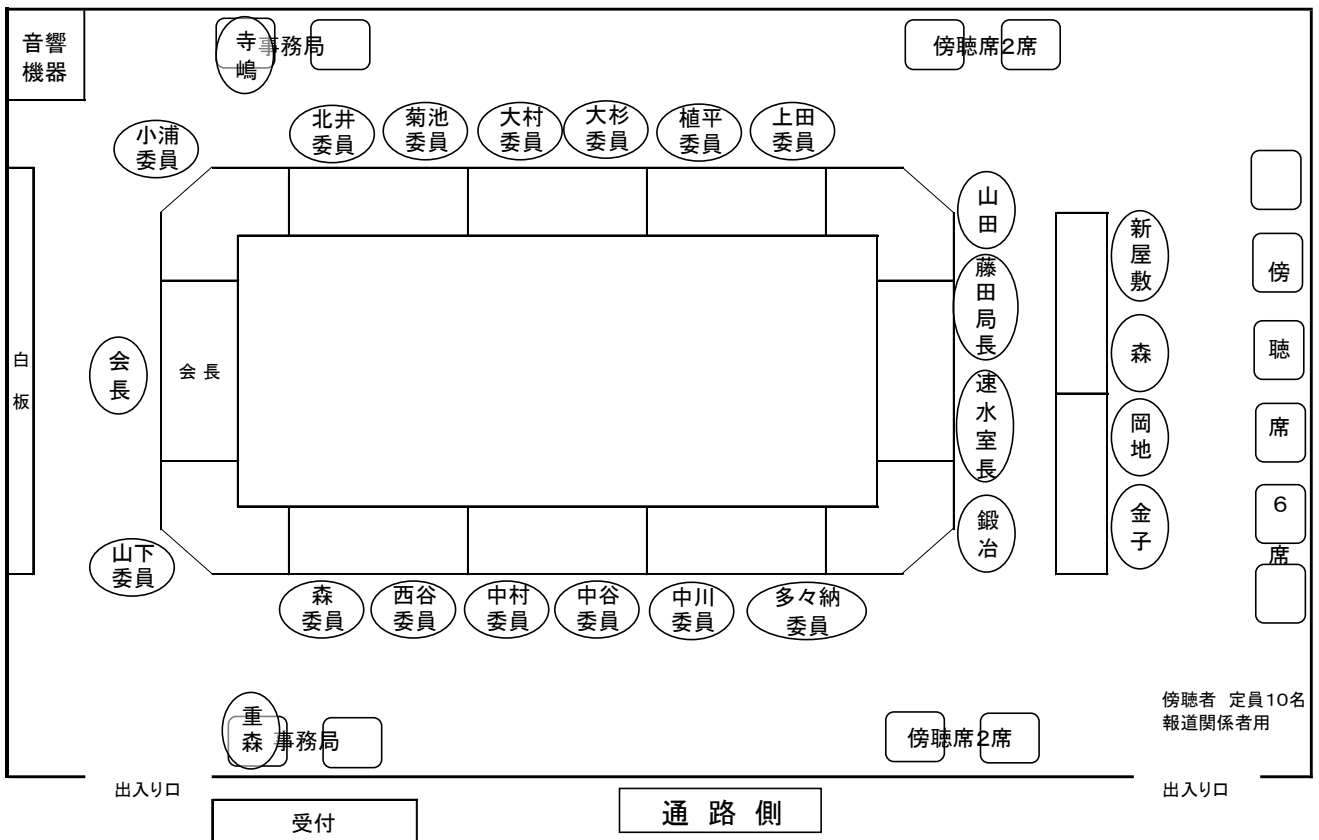 音響
機器
寺嶋
事務局
傍聴席2席
小浦
委員
北井
委員
菊池
委員
大村
委員
大杉
委員
植平
委員
上田
委員
山田
藤田局長
速水室長
鍛冶
新屋敷
森
岡地
金子
傍聴席6席
白板
会長
会長
山下
委員
森
委員
西谷
委員
中村
委員
中谷
委員
中川
委員
多々納
委員
重森
事務局
傍聴席2席
傍聴者 定員10名
報道関係者用
出入り口
出入り口
受付
通路側